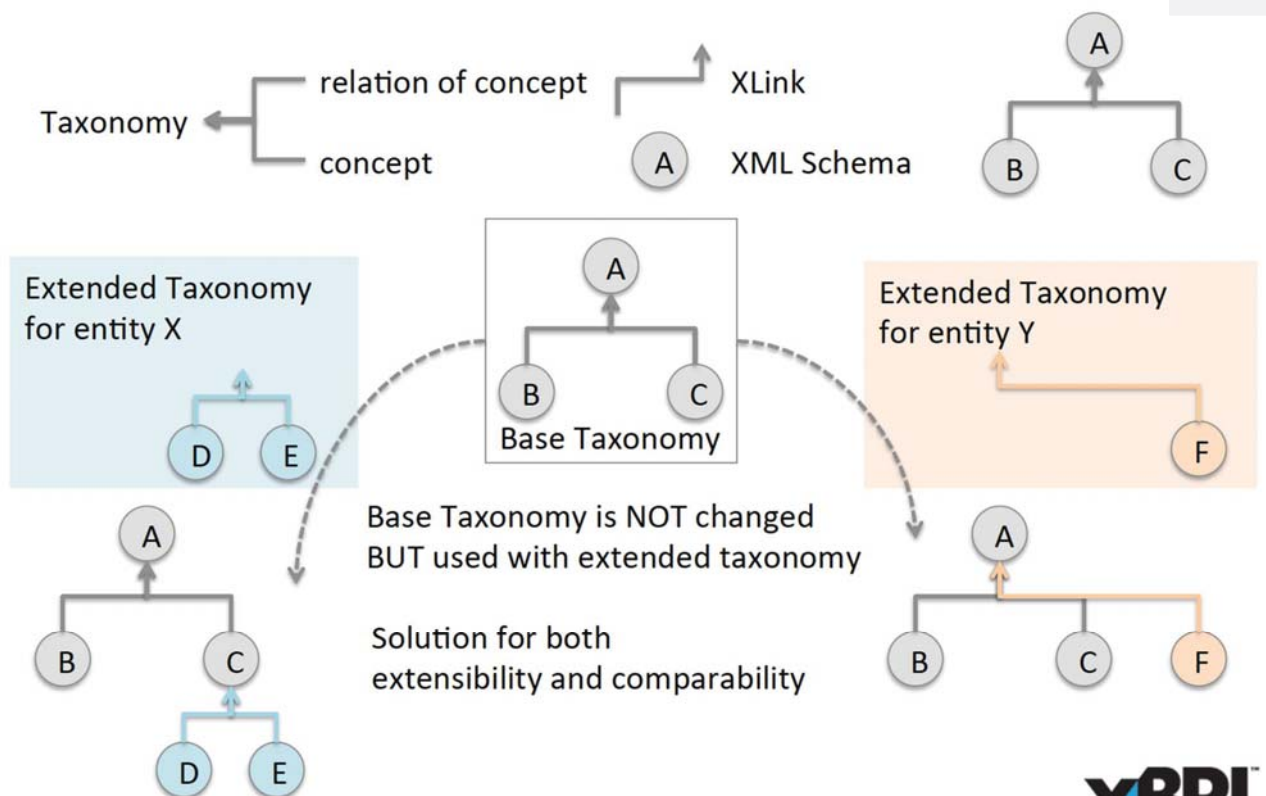 A
relation of concept
XLink
Taxonomy
concept
A
XML Schema
B
C
A
Extended Taxonomy
for entity X
Extended Taxonomy
for entity Y
B
C
D
E
Base Taxonomy
F
A
Base Taxonomy is NOT changed
BUT used with extended taxonomy
A
B
C
Solution for both
extensibility and comparability
B
C
F
D
E